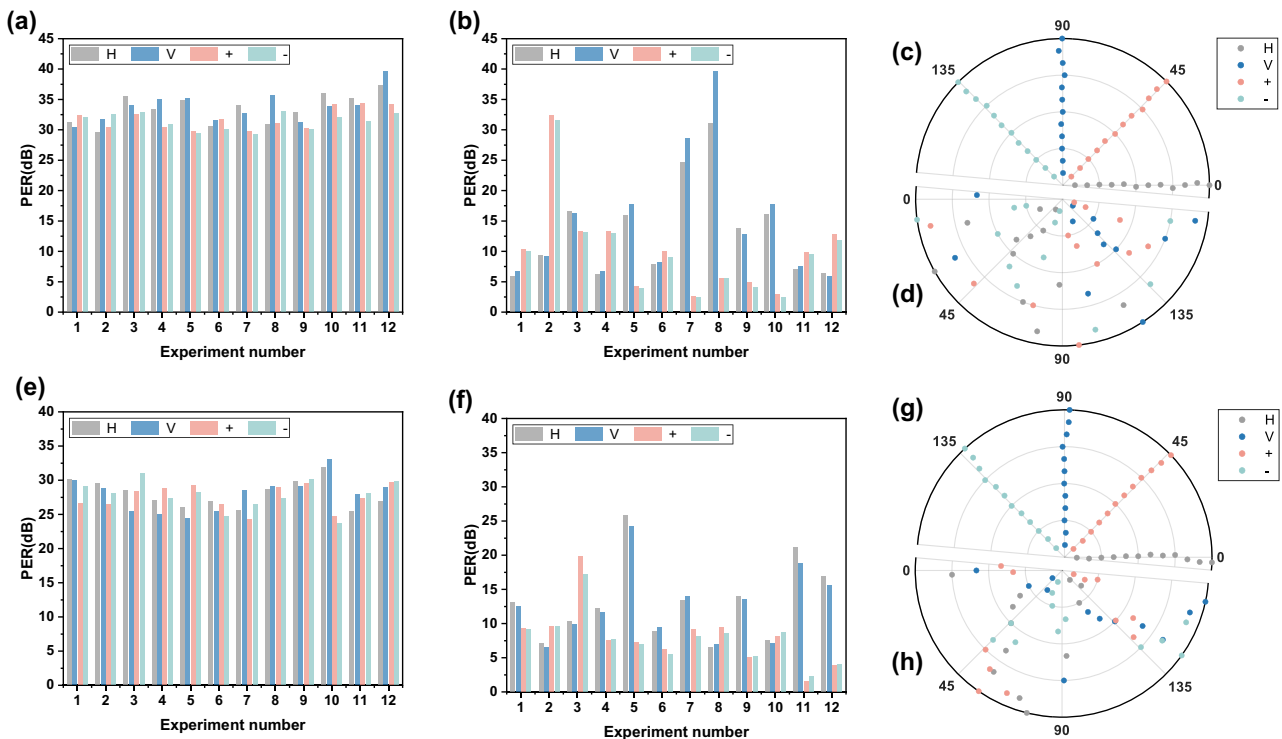 (a)
PER(dB)
45
40
35
30
25
20
15
10
5
0
H V + -
1 2 3 4 5 6 7 8 9 10 11 12
Experiment number
(b)
PER(dB)
45
40
35
30
25
20
15
10
5
0
H V + -
1 2 3 4 5 6 7 8 9 10 11 12
Experiment number
(c)
90
135
45
0
H
V
+
-
(d)
0
45
90
135
(e)
PER(dB)
40
35
30
25
20
15
10
5
0
H V + -
1 2 3 4 5 6 7 8 9 10 11 12
Experiment number
(f)
PER(dB)
40
35
30
25
20
15
10
5
0
H V + -
1 2 3 4 5 6 7 8 9 10 11 12
Experiment number
(g)
90
135
45
0
H
V
+
-
(h)
0
45
90
135